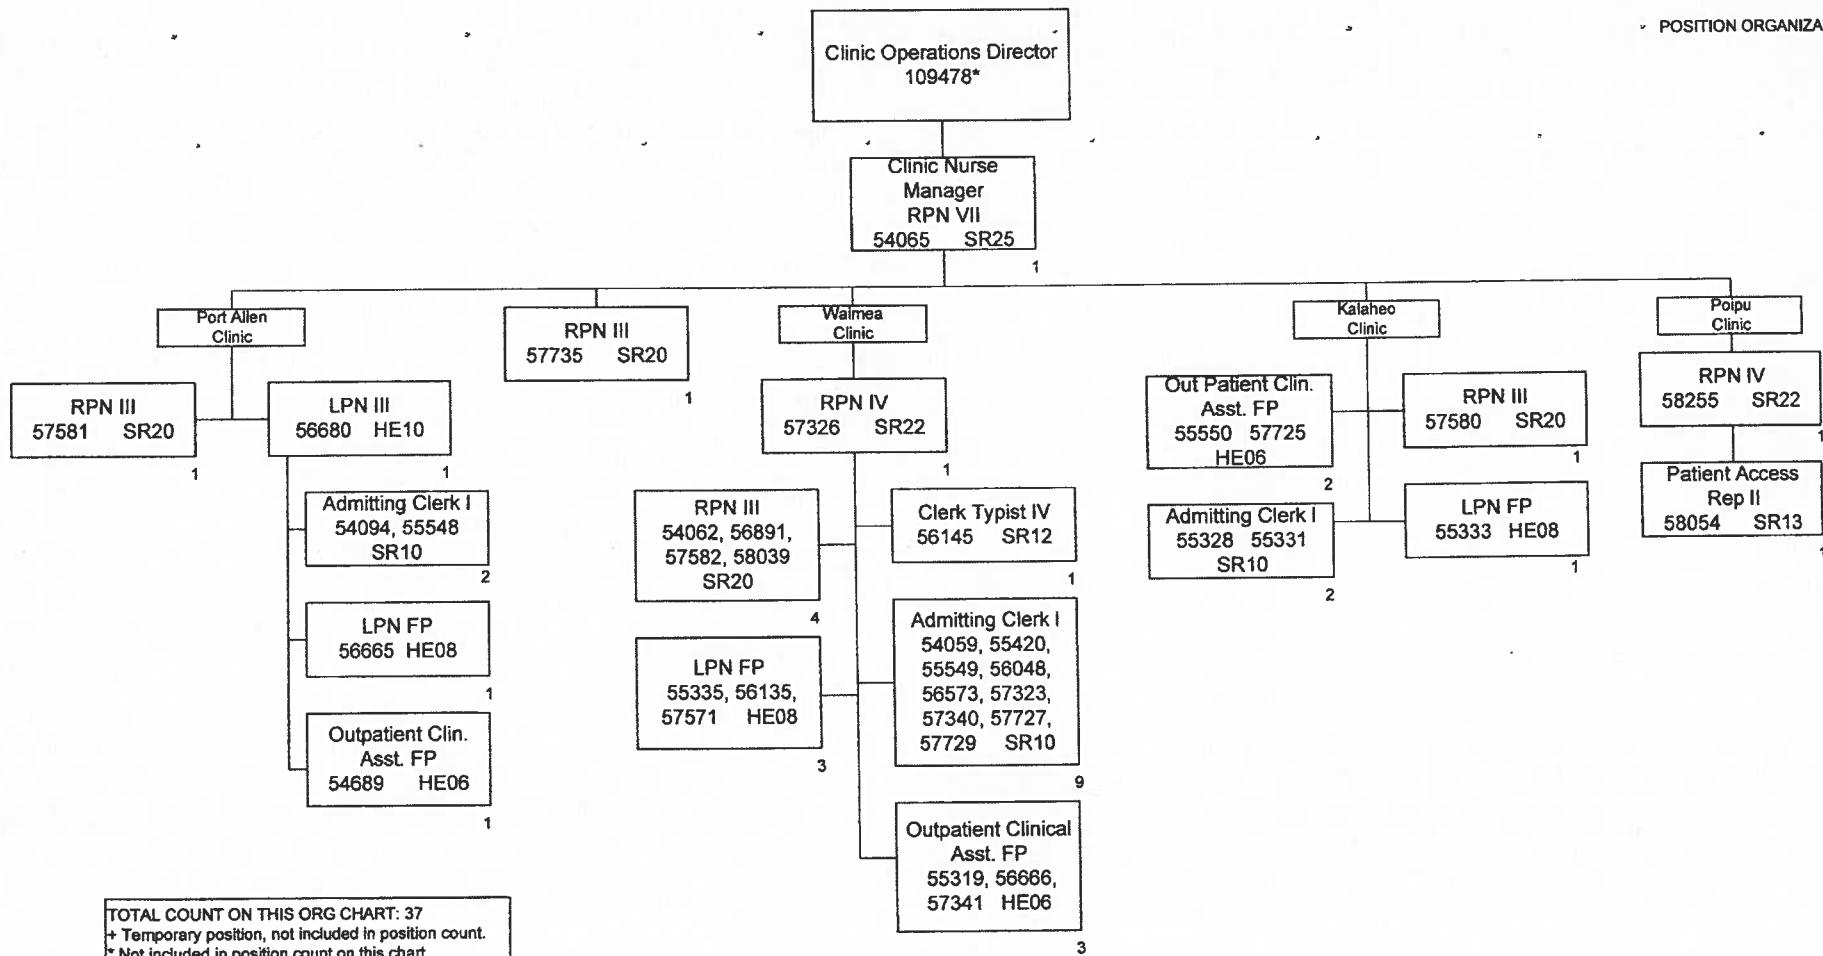 POSITION ORGANIZA
Clinic Operations Director
109478*
Clinic Nurse
Manager
RPN VII
54065 SR25
1
Port Allen
Clinic
RPN III
57581 SR20
1
LPN III
56680 HE10
1
Admitting Clerk I
54094, 55548
SR10
2
LPN FP
56665 HE08
1
Outpatient Clin.
Asst. FP
54689 HE06
1
RPN III
57735 SR20
1
Waimea
Clinic
RPN IV
57326 SR22
1
RPN III
54062, 56891,
57582, 58039
SR20
4
LPN FP
55335, 56135,
57571 HE08
3
Clerk Typist IV
56145 SR12
1
Admitting Clerk I
54059, 55420,
55549, 56048,
56573, 57323,
57340, 57727,
57729 SR10
9
Outpatient Clinical
Asst. FP
55319, 56666,
57341 HE06
3
Kalaheo
Clinic
Out Patient Clin.
Asst. FP
55550 57725
HE06
2
RPN III
57580 SR20
1
Admitting Clerk I
55328 55331
SR10
2
LPN FP
55333 HE08
1
Poipu
Clinic
RPN IV
58255 SR22
1
Patient Access
Rep II
58054 SR13
1
TOTAL COUNT ON THIS ORG CHART: 37
+ Temporary position, not included in position count.
* Not included in position count on this chart